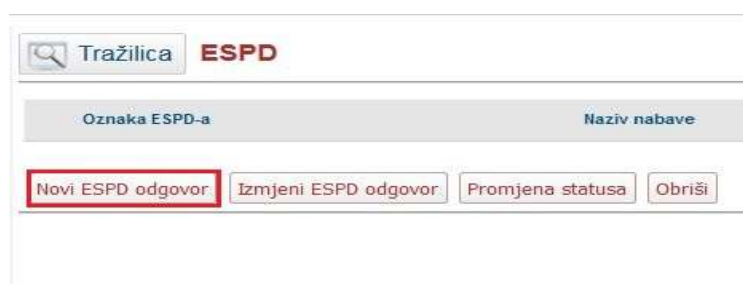 Tražilica ESPD
Oznaka ESPD-a Naziv nabave
Novi ESPD odgovor Izmjeni ESPD odgovor Promjena statusa Obriši